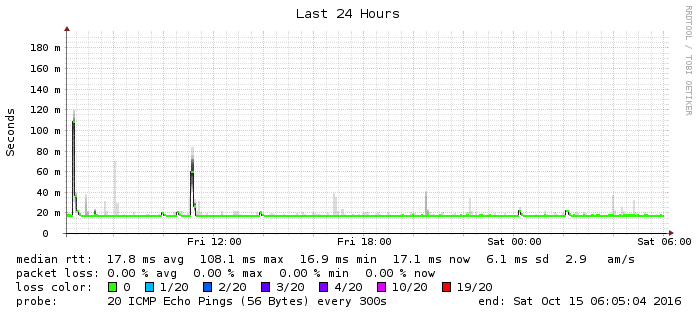 Last 24 Hours
RRDTOOL / TOBI OETIKER
Seconds
180 m
160 m
140 m
120 m
100 m
80 m
60 m
40 m
20 m
0
Fri 12:00 Fri 18:00 Sat 00:00 Sat 06:00
median rtt: 17.8 ms avg 108.1 ms max 16.9 ms min 17.1 ms now 6.1 ms sd 2.9 am/s
packet loss: 0.00 % avg 0.00 % max 0.00 % min 0.00 % now
loss color: 0 1/20 2/20 3/20 4/20 10/20 19/20
probe: 20 ICMP Echo Pings (56 Bytes) every 300s end: Sat Oct 15 06:05:04 2016